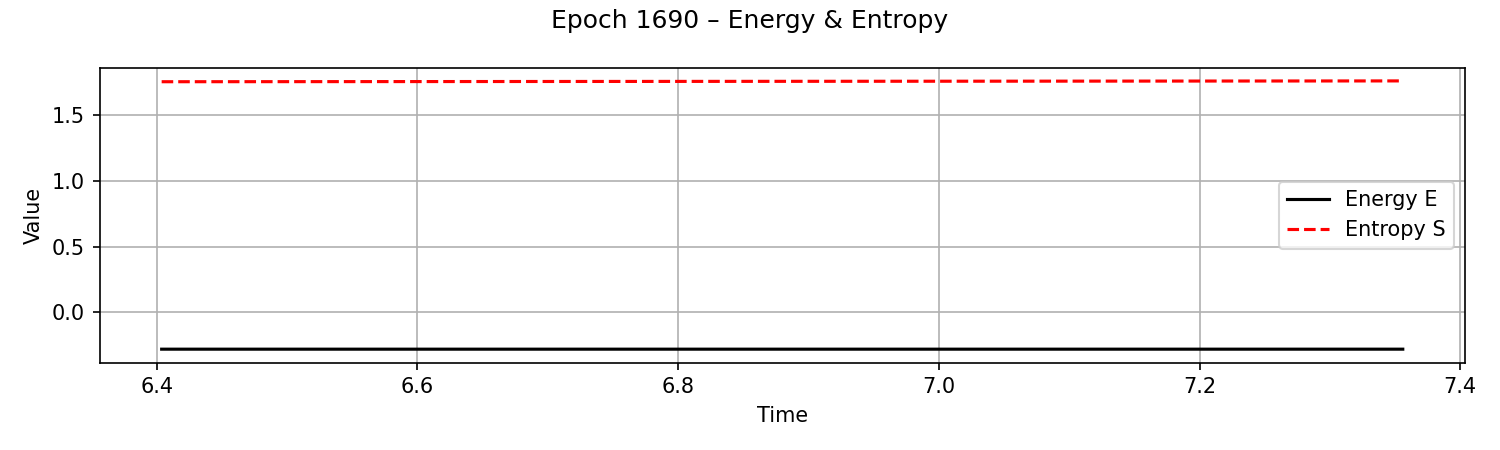 Epoch 1690 – Energy & Entropy
1.5
1.0
0.5
0.0
Value
Energy E
Entropy S
6.4 6.6 6.8 7.0 7.2 7.4
Time